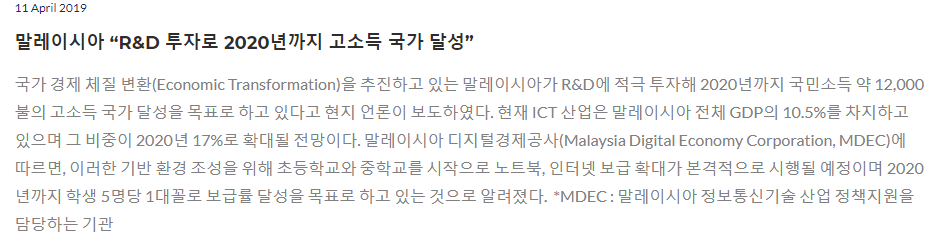 11 April 2019
말레이시아 “R&D 투자로 2020년까지 고소득 국가 달성”
국가 경제 체질 변환(Economic Transformation)을 추진하고 있는 말레이시아가 R&D에 적극 투자해 2020년까지 국민소득 약 12,000
불의 고소득 국가 달성을 목표로 하고 있다고 현지 언론이 보도하였다. 현재 ICT 산업은 말레이시아 전체 GDP의 10.5%를 차지하고
있으며 그 비중이 2020년 17%로 확대될 전망이다. 말레이시아 디지털경제공사(Malaysia Digital Economy Corporation, MDEC)에
따르면, 이러한 기반 환경 조성을 위해 초등학교와 중학교를 시작으로 노트북, 인터넷 보급 확대가 본격적으로 시행될 예정이며 2020
년까지 학생 5명당 1대꼴로 보급률 달성을 목표로 하고 있는 것으로 알려졌다. *MDEC : 말레이시아 정보통신기술 산업 정책지원을
담당하는 기관